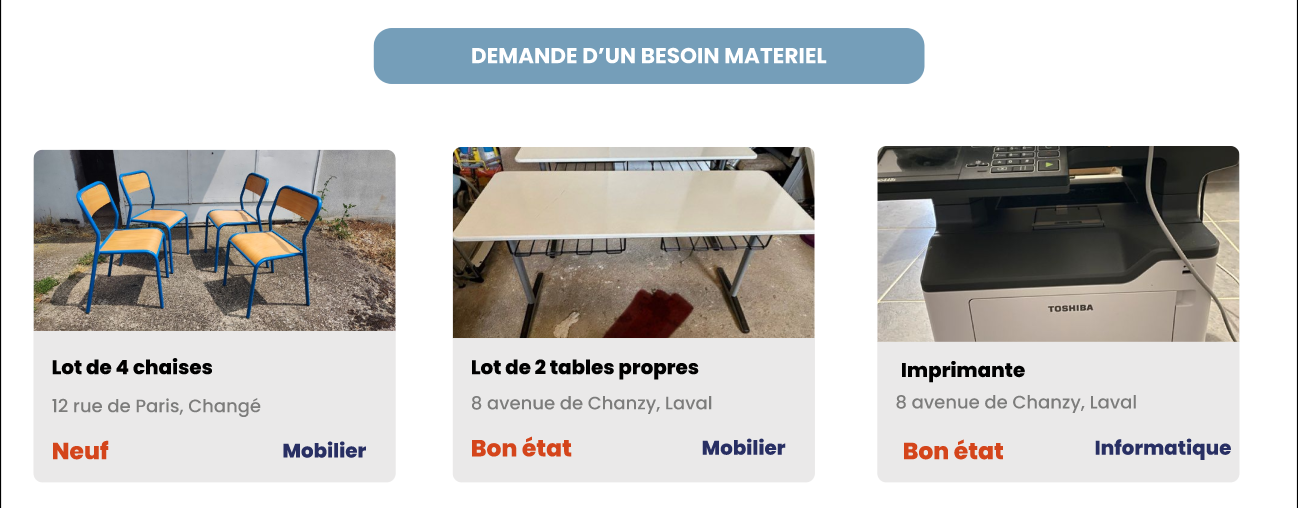 DEMANDE D’UN BESOIN MATERIEL
TOSHIBA
Lot de 4 chaises
12 rue de Paris, Changé
Neuf
Mobilier
Lot de 2 tables propres
8 avenue de Chanzy, Laval
Bon état
Mobilier
Imprimante
8 avenue de Chanzy, Laval
Bon état
Informatique